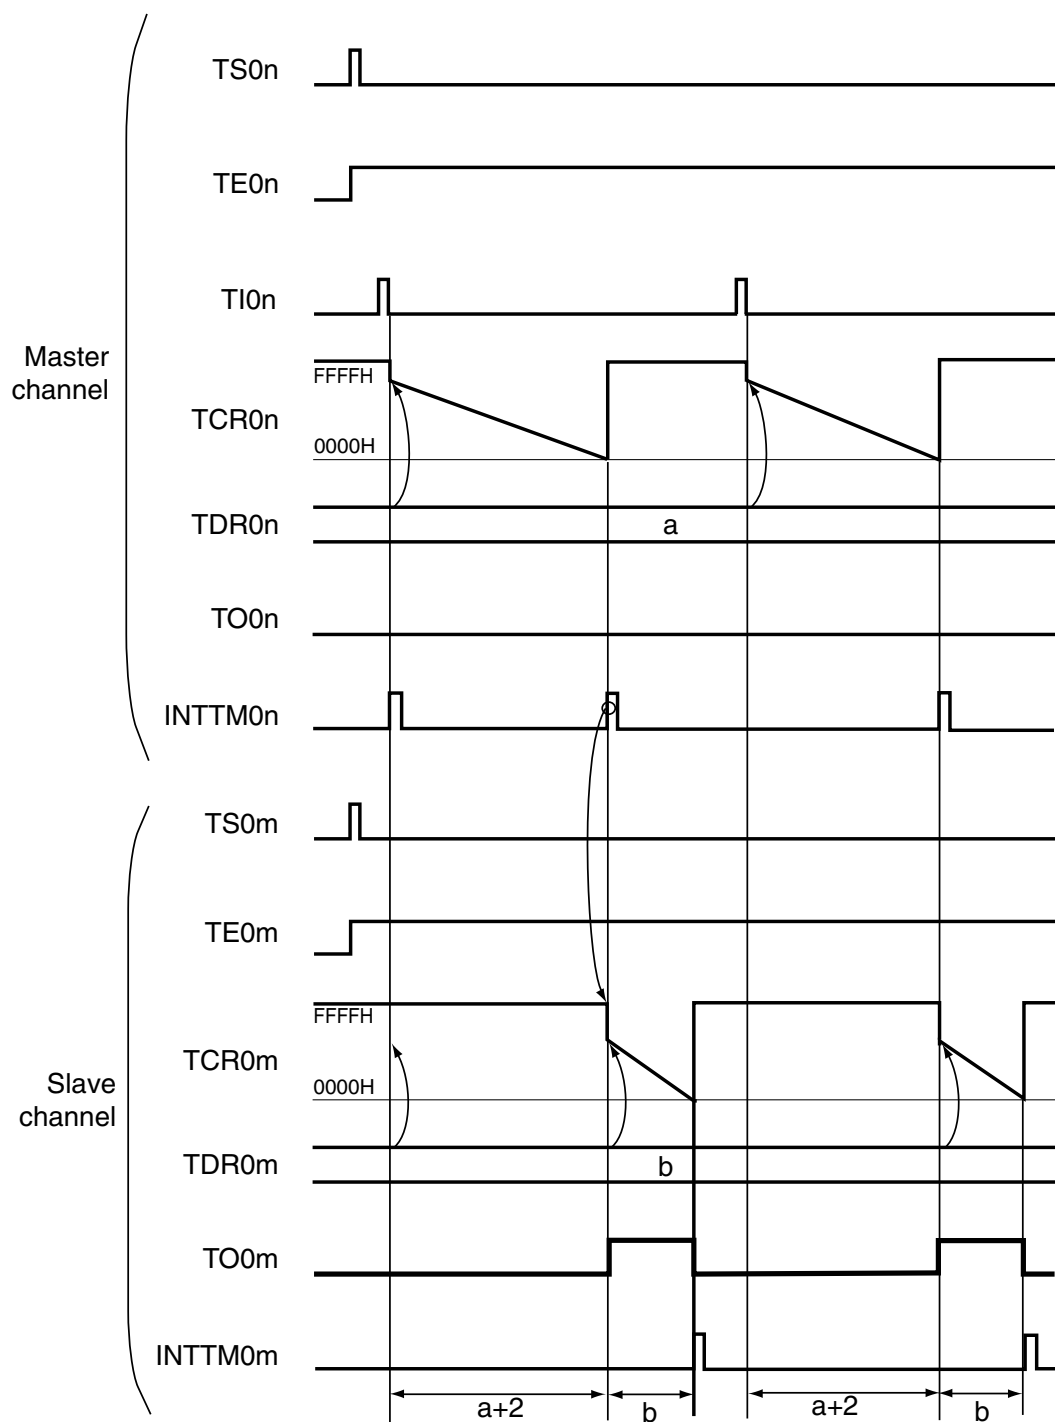 TS0n
TE0n
TI0n
Master
channel
FFFFH
TCR0n
0000H
TDR0n
a
TO0n
INTTM0n
TS0m
TE0m
FFFFH
TCR0m
0000H
Slave
channel
TDR0m
b
TO0m
INTTM0m
a+2 b a+2 b